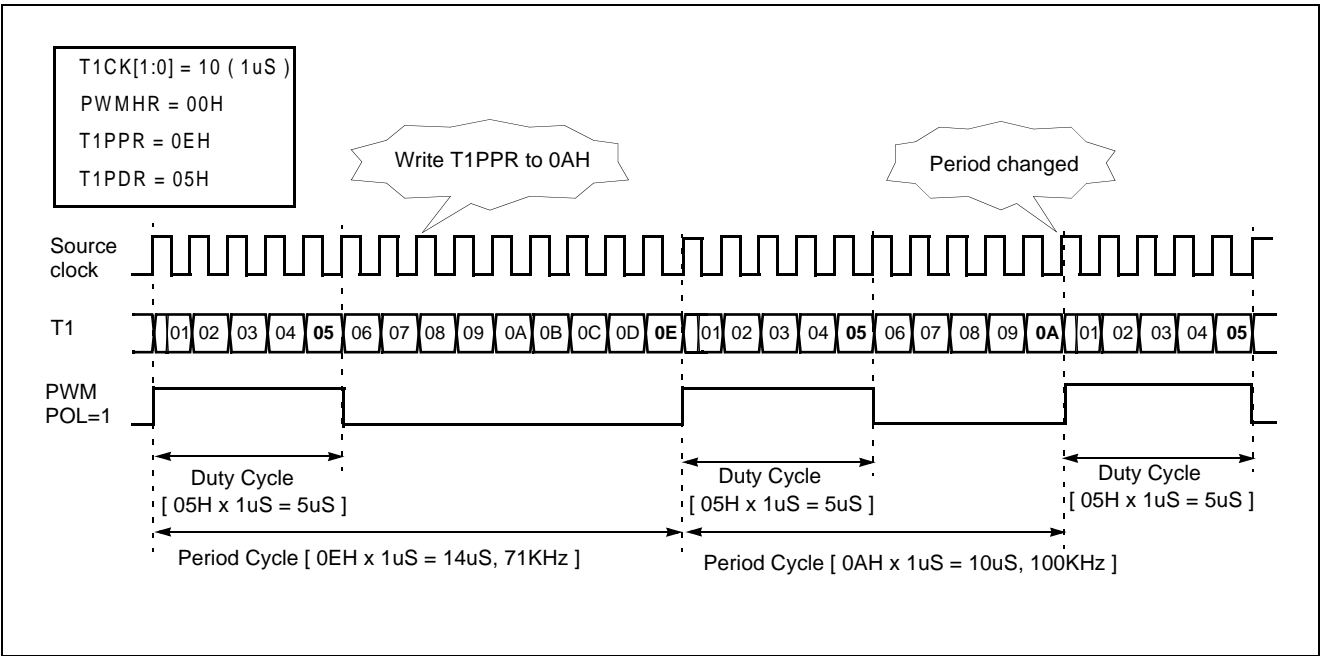 T1CK[1:0] = 10 ( 1uS )
PWMHR = 00H
T1PPR = 0EH
T1PDR = 05H
Write T1PPR to 0AH
Period changed
Source
clock
T1
01 02 03 04 05 06 07 08 09 0A 0B 0C 0D 0E 01 02 03 04 05 06 07 08 09 0A 01 02 03 04 05
PWM
POL=1
Duty Cycle
[ 05H x 1uS = 5uS ]
Duty Cycle
[ 05H x 1uS = 5uS ]
Duty Cycle
[ 05H x 1uS = 5uS ]
Period Cycle [ 0EH x 1uS = 14uS, 71KHz ]
Period Cycle [ 0AH x 1uS = 10uS, 100KHz ]